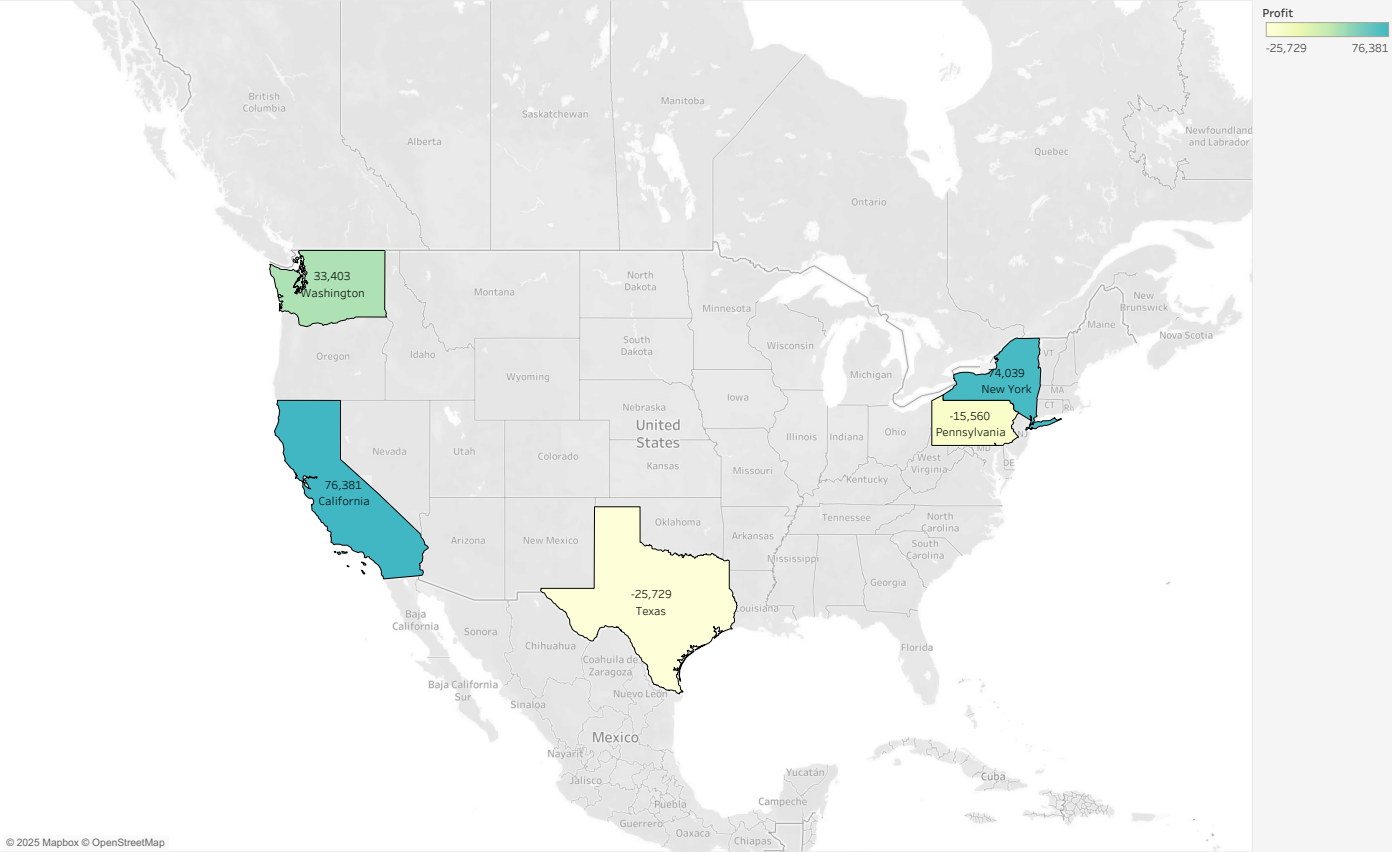 Profit
-25,729 76,381
British
Columbia
Alberta
Saskatchewan
Manitoba
Ontario
Quebec
Newfoundland
and Labrador
33,403
Washington
Montana
North
Dakota
Minnesota
New
Brunswick
Maine
Nova Scotia
Oregon
Idaho
Wyoming
South
Dakota
Wisconsin
Michigan
74,039
New York
VT
MA
CT
RI
Nebraska
Iowa
United
States
Illinois
Indiana
Ohio
-15,560
Pennsylvania
NJ
MD
DE
West
Virginia
Nevada
Utah
Colorado
Kansas
Missouri
Kentucky
76,381
California
Arizona
New Mexico
Oklahoma
Arkansas
Tennessee
North
Carolina
South
Carolina
Mississippi
Georgia
-25,729
Texas
Louisiana
Florida
Baja
California
Sonora
Chihuahua
Coahuila de
Zaragoza
Nuevo León
Baja California
Sur
Sinaloa
Mexico
Nayarit
Jalisco
Yucatán
Campeche
Puebla
Guerrero
Oaxaca
Chiapas
Cuba
© 2025 Mapbox © OpenStreetMap